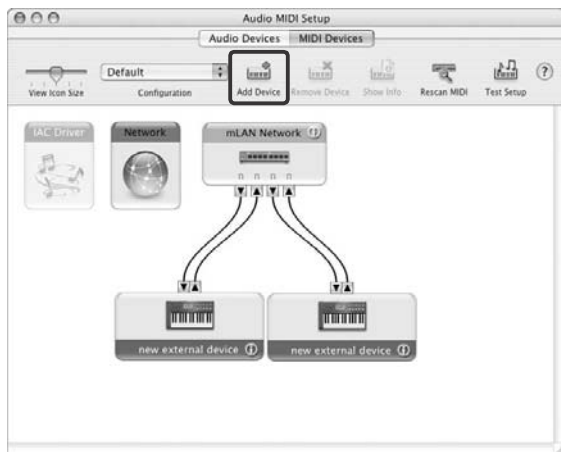 Audio MIDI Setup
Audio Devices MIDI Devices
Default
View Icon Size Configuration Add Device Remove Device Show Info Rescan MIDI Test Setup ?
IAC Driver Network mLAN Network i
new external device i new external device i